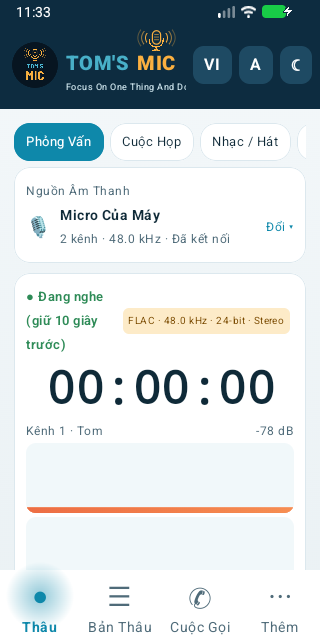 11:33
TOM'S
MIC
TOM'S MIC
Focus On One Thing And Do
VI
A
Phỏng Vấn
Cuộc Họp
Nhạc / Hát
Nguồn Âm Thanh
Micro Của Máy
2 kênh · 48.0 kHz · Đã kết nối
Đổi
● Đang nghe
(giữ 10 giây
trước)
FLAC · 48.0 kHz · 24-bit · Stereo
00:00:00
Kênh 1 · Tom
-78 dB
Thâu
Bản Thâu
Cuộc Gọi
Thêm